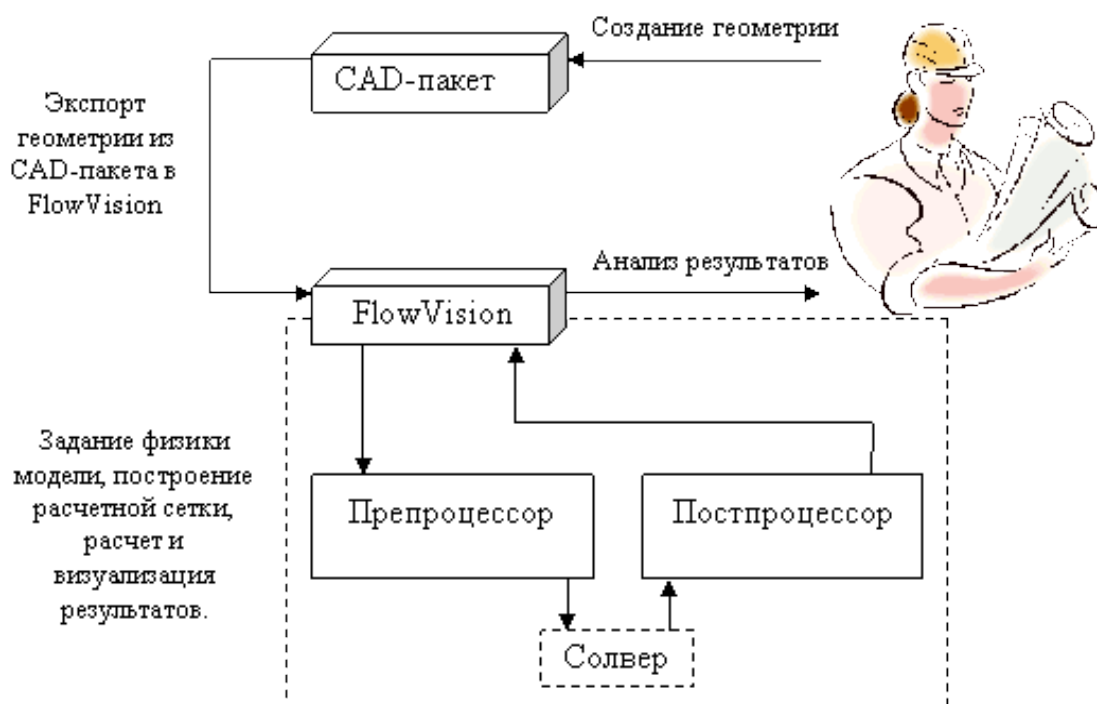 Создание геометрии
CAD-пакет
Экспорт
геометрии из
CAD-пакета в
FlowVision
Анализ результатов
FlowVision
Задание физики
модели, построение
расчетной сетки,
расчет и
визуализация
результатов.
Препроцессор
Постпроцессор
Солвер